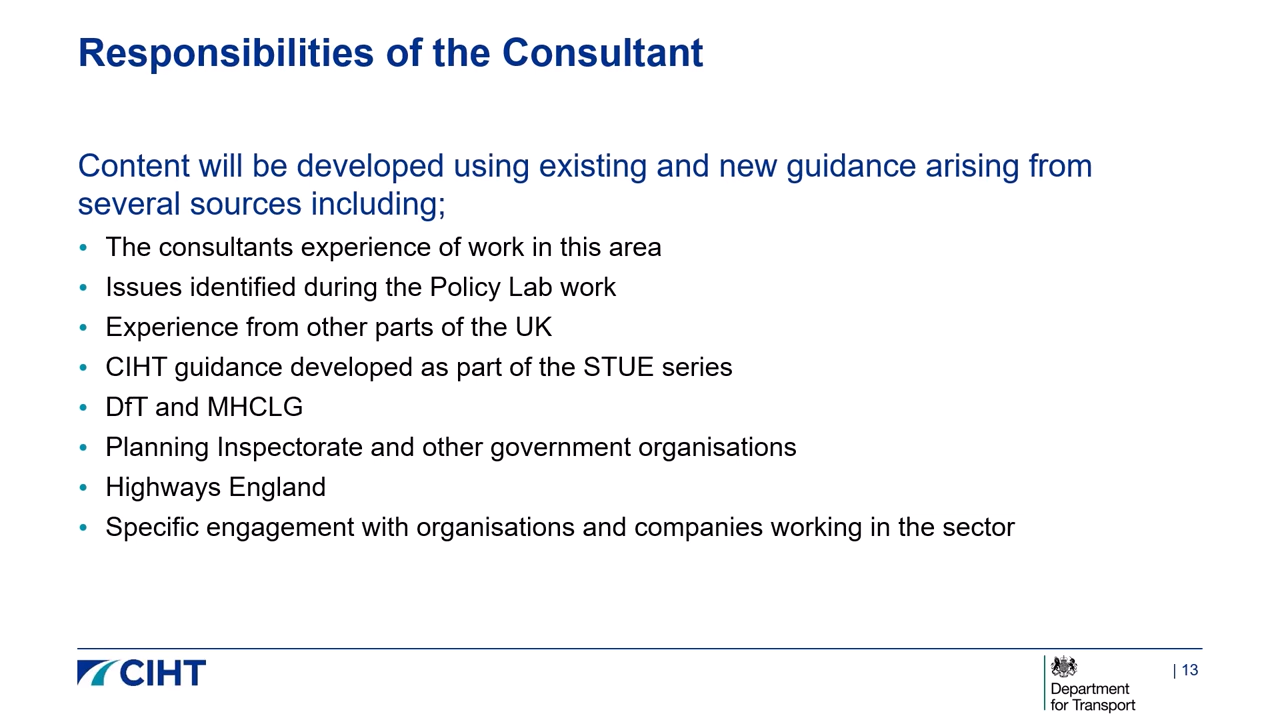 Responsibilities of the Consultant
Content will be developed using existing and new guidance arising from
several sources including;
• The consultants experience of work in this area
• Issues identified during the Policy Lab work
• Experience from other parts of the UK
• CIHT guidance developed as part of the STUE series
• DfT and MHCLG
• Planning Inspectorate and other government organisations
• Highways England
• Specific engagement with organisations and companies working in the sector
CIHT
Department
for Transport
| 13